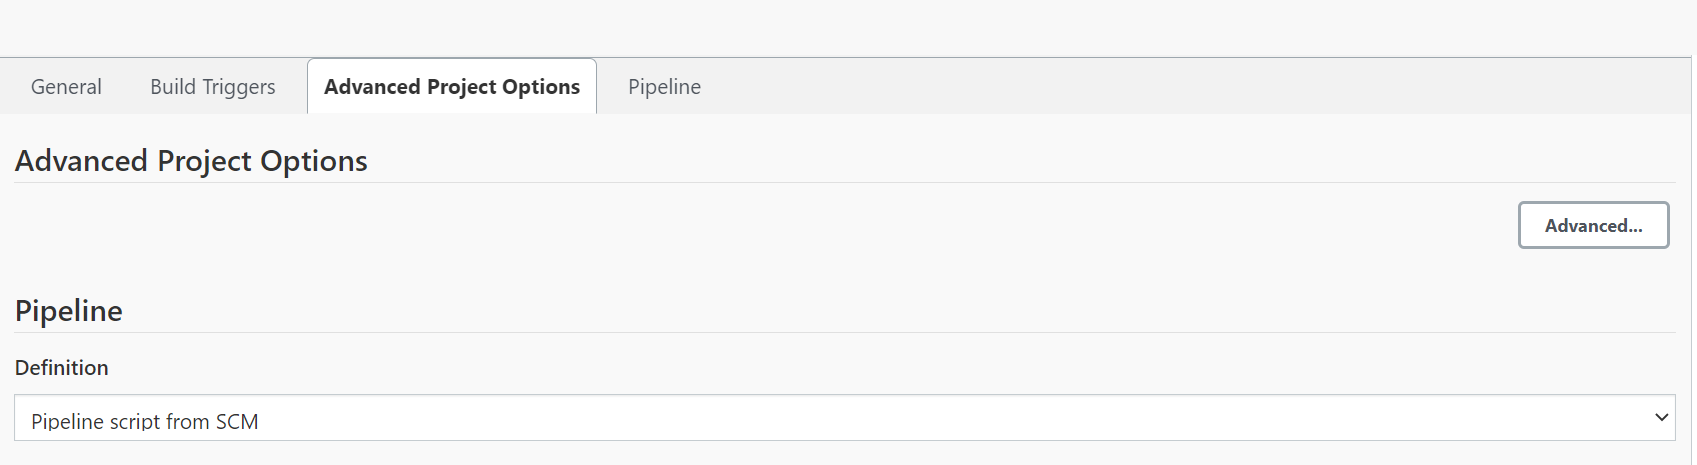 General Build Triggers Advanced Project Options Pipeline
Advanced Project Options
Advanced...
Pipeline
Definition
Pipeline script from SCM